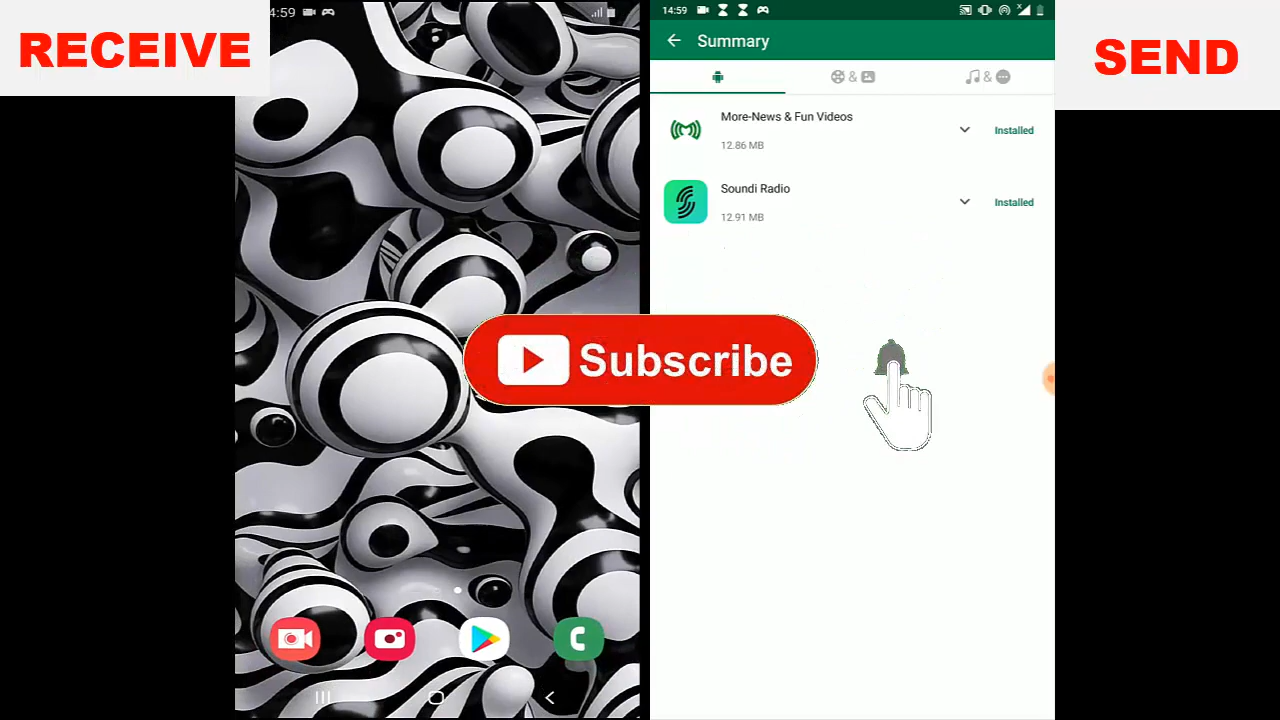 RECEIVE
:59
14:59
SEND
Summary
&
&
More-News & Fun Videos
12.86 MB
Installed
Soundi Radio
12.91 MB
Installed
Subscribe